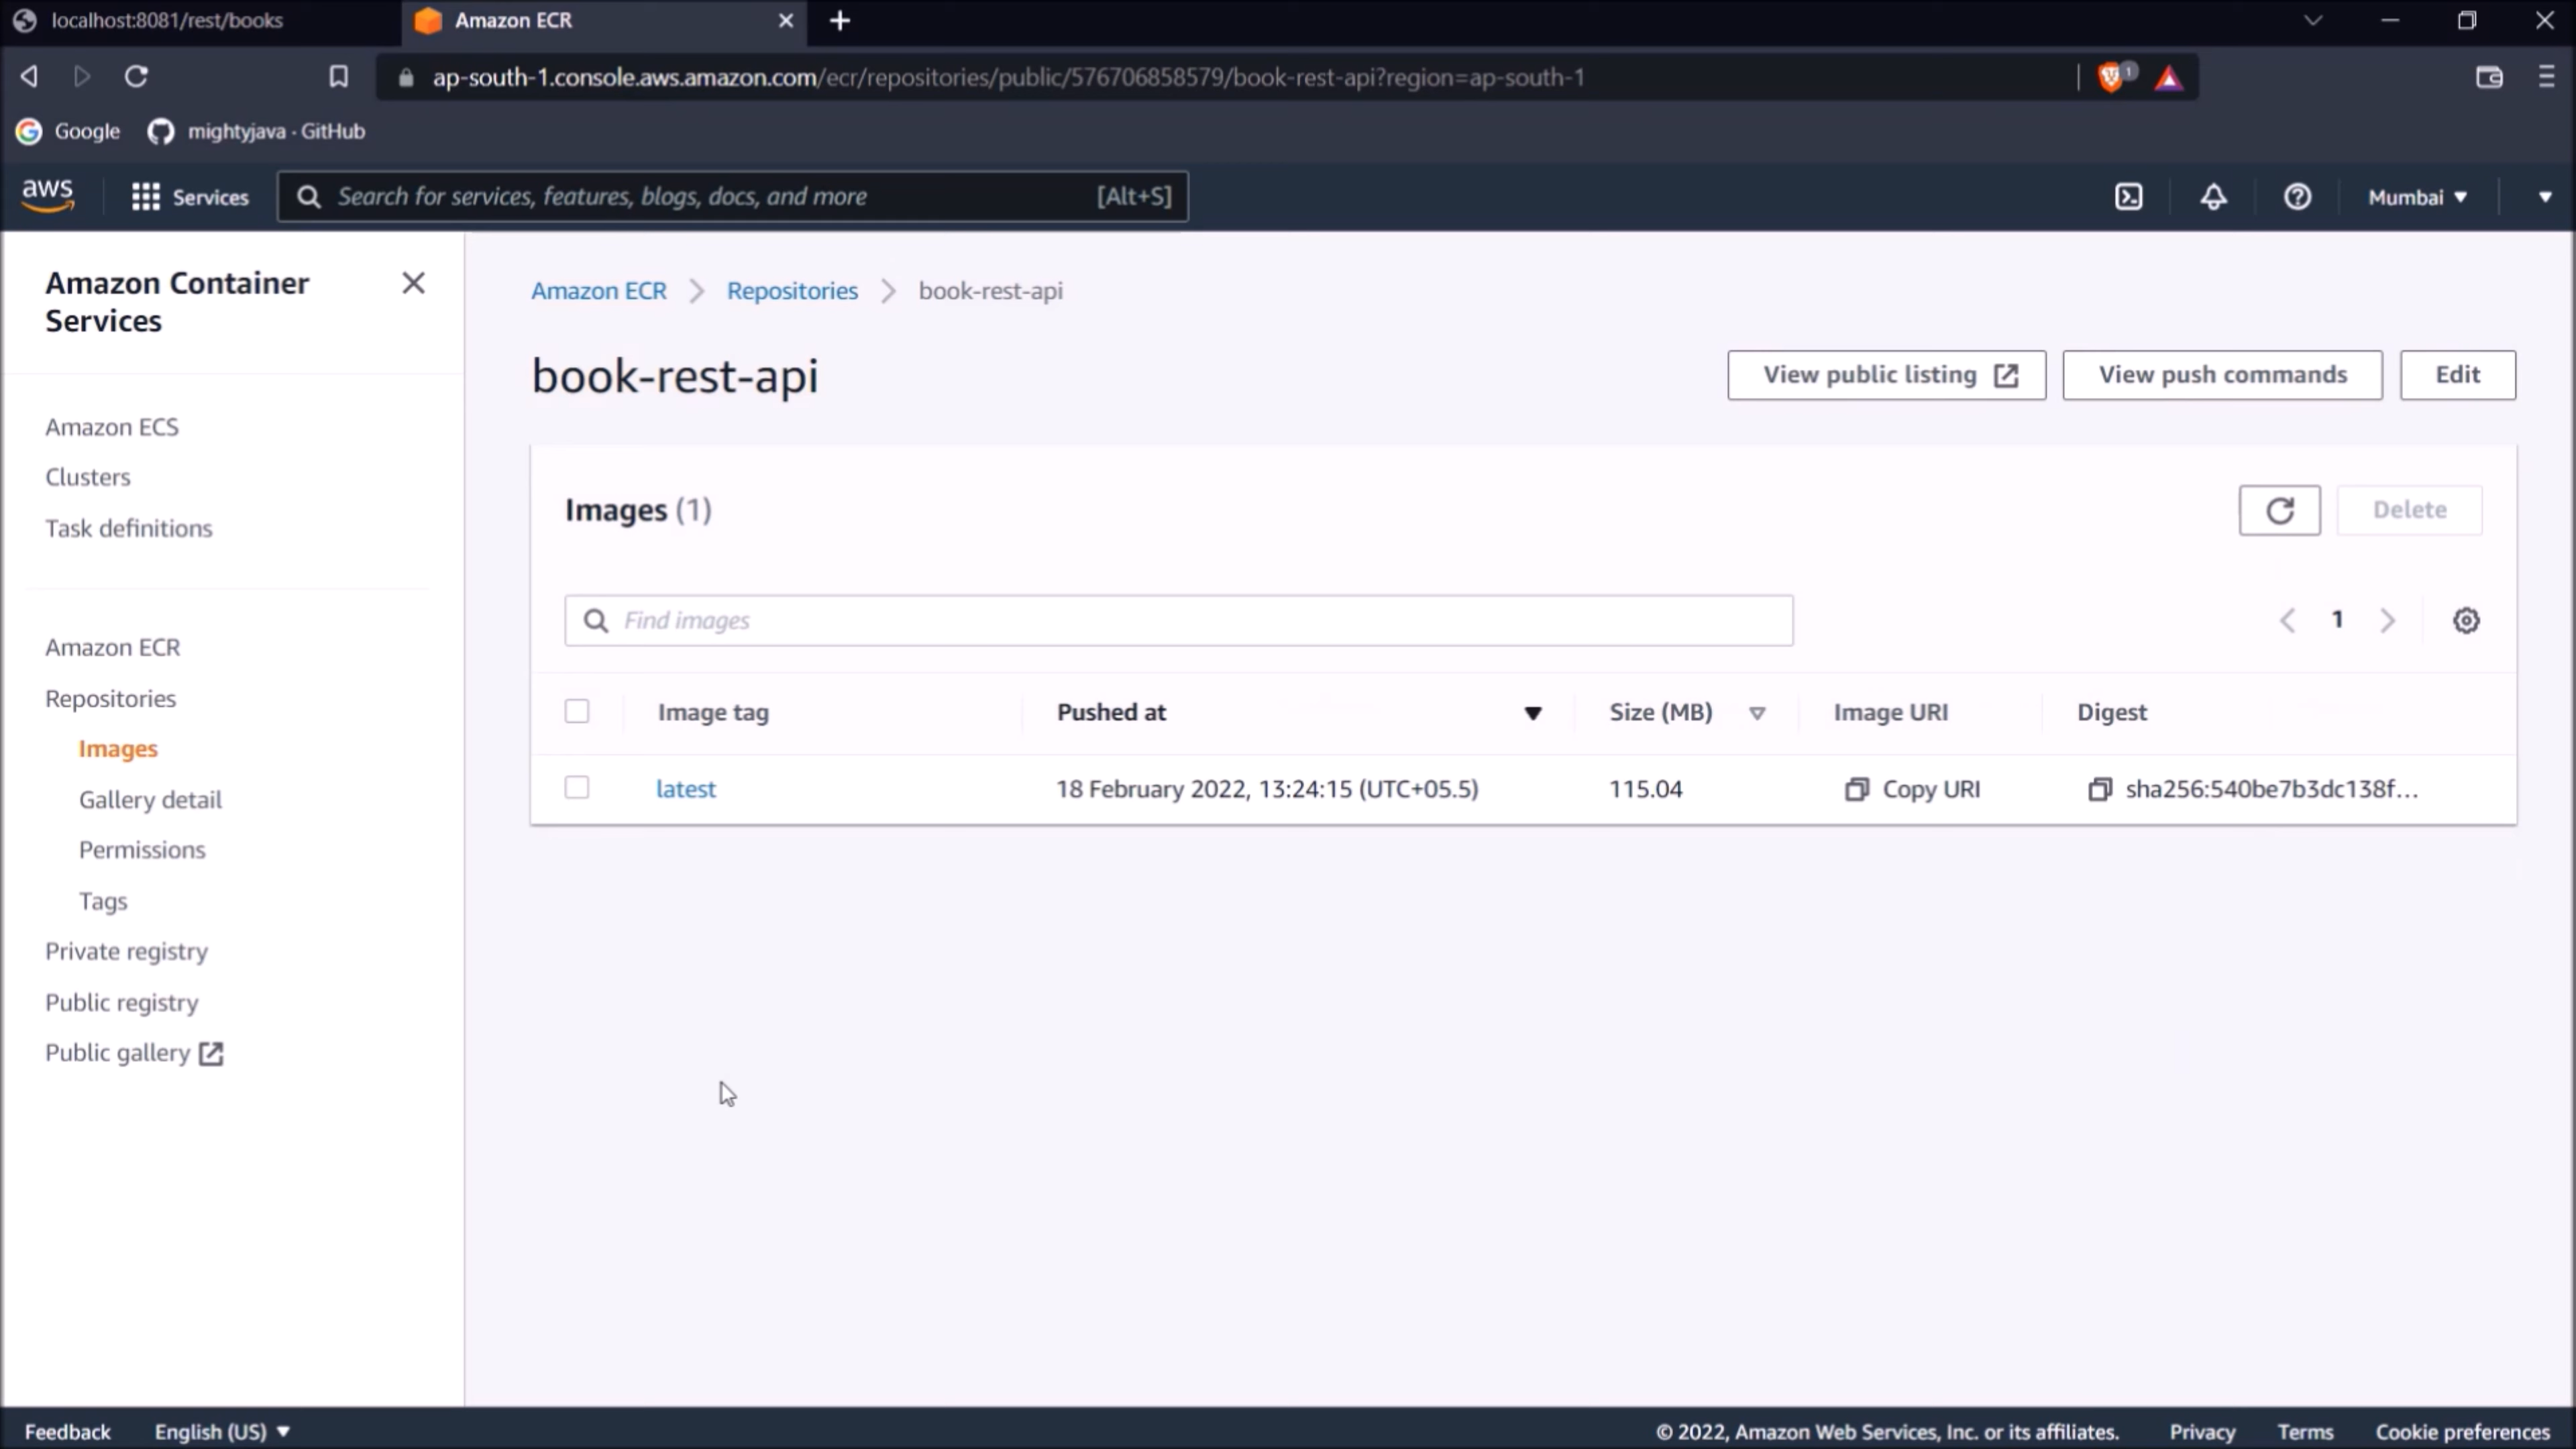 localhost:8081/rest/books
Amazon ECR
ap-south-1.console.aws.amazon.com/ecr/repositories/public/576706858579/book-rest-api?region=ap-south-1
1
Google
mightyjava · GitHub
aws
Services
Search for services, features, blogs, docs, and more
[Alt+S]
Mumbai
Amazon Container
Services
Amazon ECS
Clusters
Task definitions
Amazon ECR
Repositories
Images
Gallery detail
Permissions
Tags
Private registry
Public registry
Public gallery
Amazon ECR
Repositories
book-rest-api
book-rest-api
View public listing
View push commands
Edit
Images (1)
Delete
Find images
1
Image tag
Pushed at
Size (MB)
Image URI
Digest
latest
18 February 2022, 13:24:15 (UTC+05.5)
115.04
Copy URI
sha256:540be7b3dc138f...
Feedback
English (US)
© 2022, Amazon Web Services, Inc. or its affiliates.
Privacy
Terms
Cookie preferences